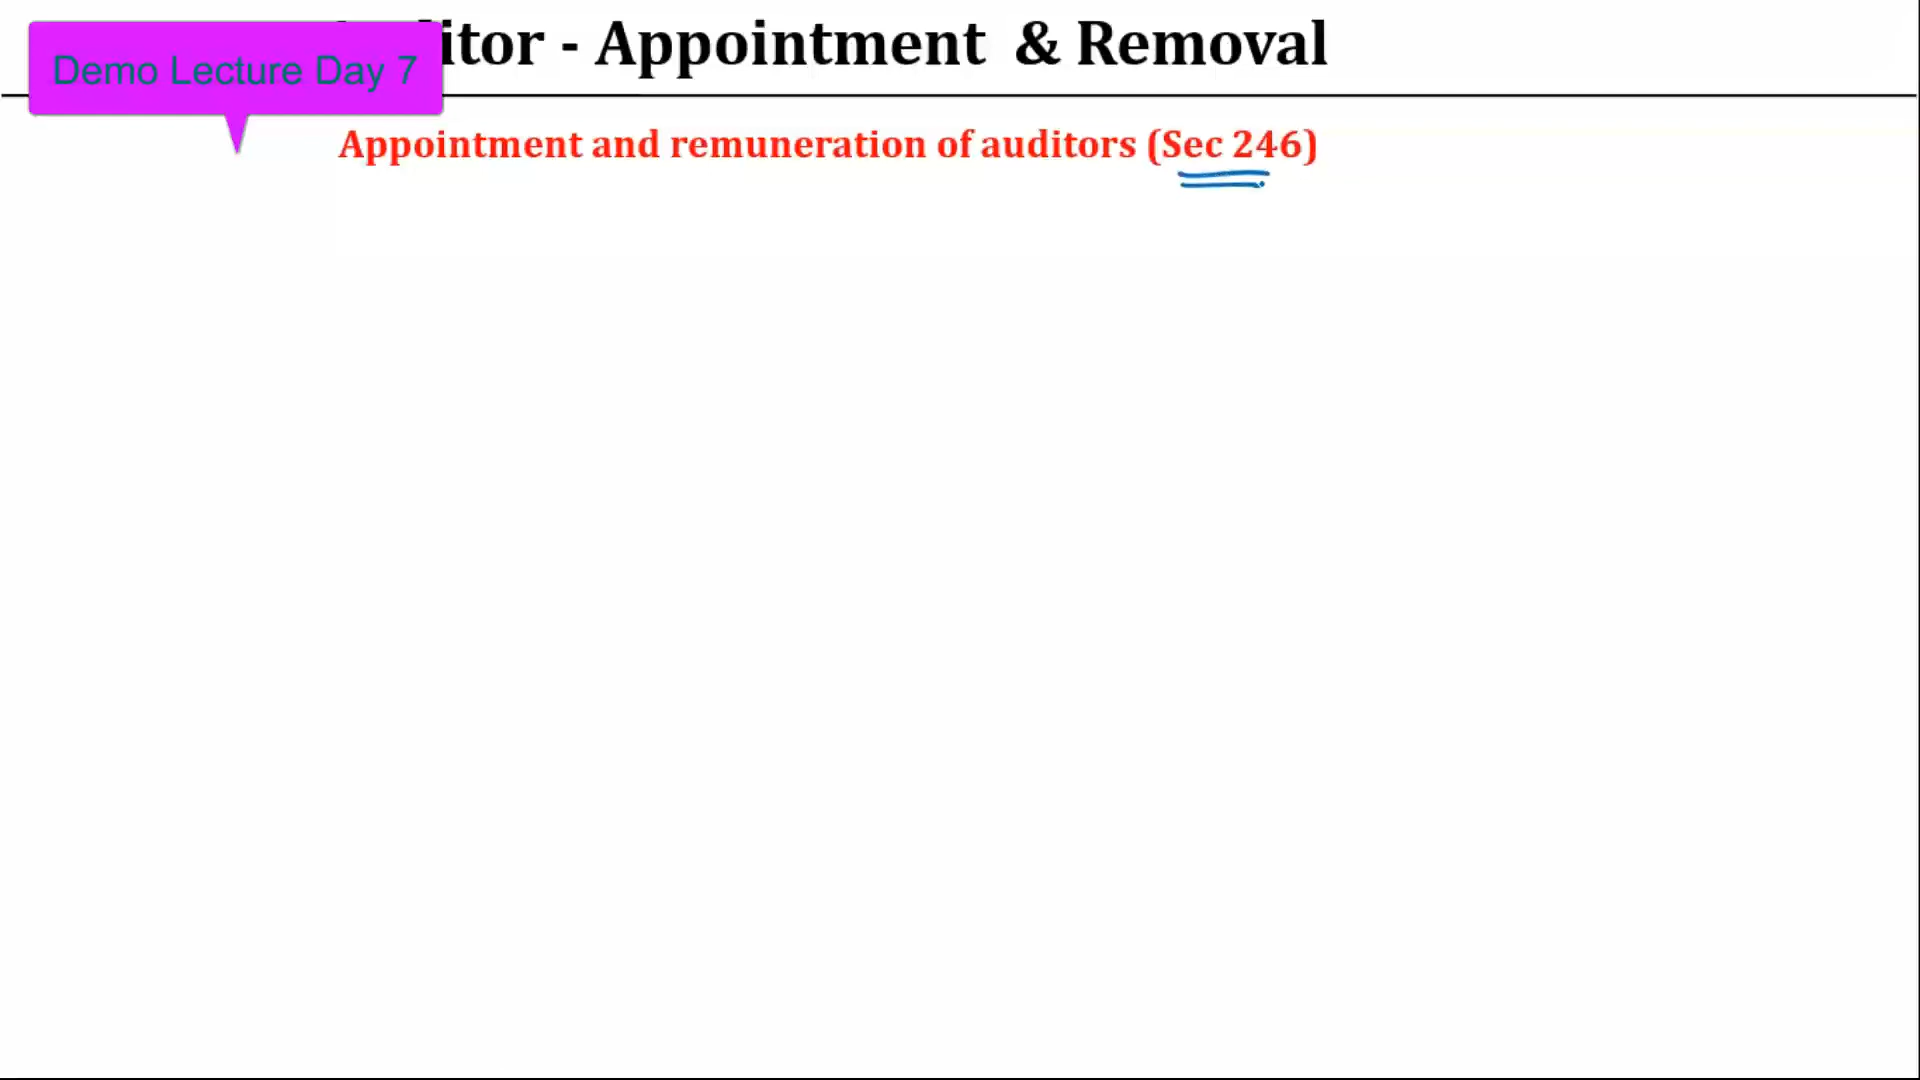 itor - Appointment & Removal
Demo Lecture Day 7
Appointment and remuneration of auditors (Sec 246)